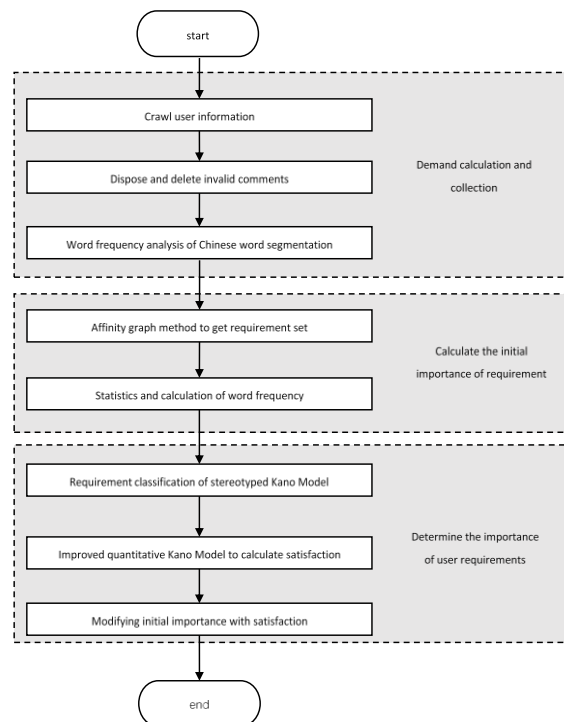 start
Crawl user information
Dispose and delete invalid comments
Word frequency analysis of Chinese word segmentation
Demand calculation and
collection
Affinity graph method to get requirement set
Statistics and calculation of word frequency
Calculate the initial
importance of requirement
Requirement classification of stereotyped Kano Model
Improved quantitative Kano Model to calculate satisfaction
Modifying initial importance with satisfaction
Determine the importance
of user requirements
end